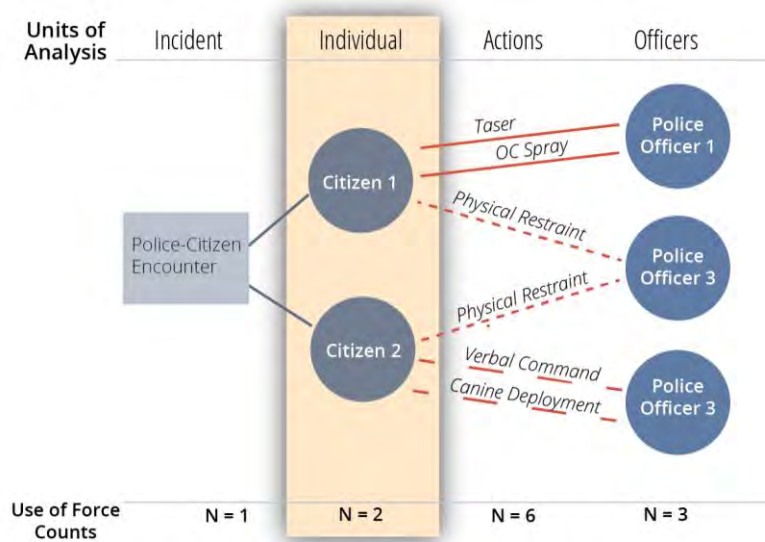 Units of
Analysis
Incident
Individual
Actions
Officers
Taser
OC Spray
Police
Officer 1
Citizen 1
Physical Restraint
Police-Citizen
Encounter
Police
Officer 3
Physical Restraint
Citizen 2
Verbal Command
Canine Deployment
Police
Officer 3
Use of Force
Counts
N = 1
N = 2
N = 6
N = 3